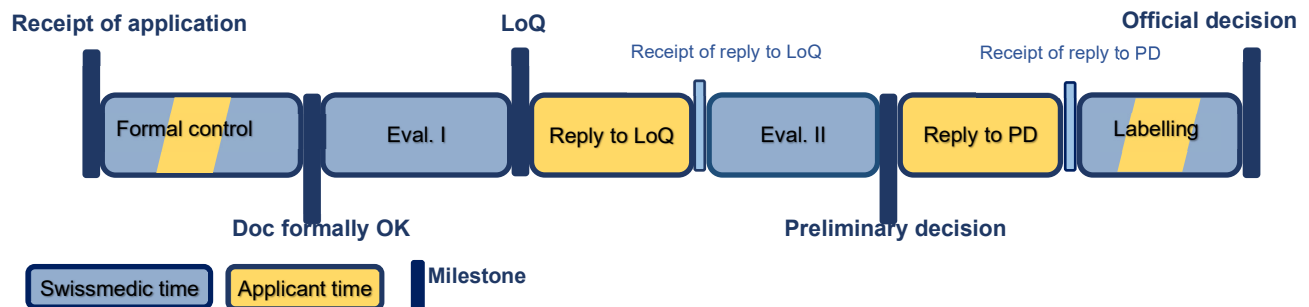 Receipt of application
LoQ
Official decision
Receipt of reply to LoQ
Receipt of reply to PD
Formal control
Eval. I
Reply to LoQ
Eval. II
Reply to PD
Labelling
Doc formally OK
Preliminary decision
Swissmedic time
Applicant time
Milestone